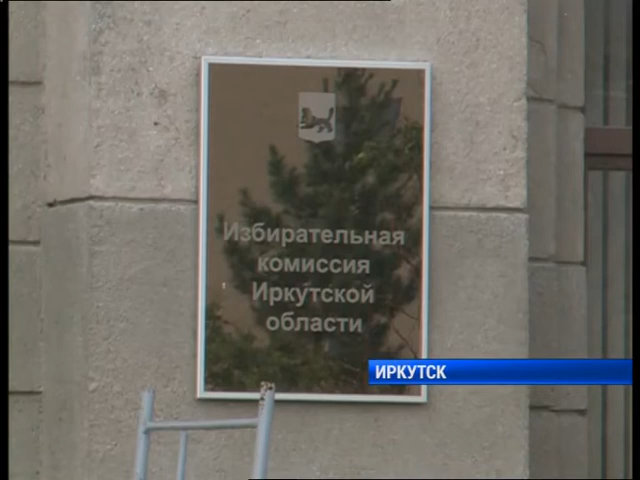 Избирательная
комиссия
Иркутской
области
ИРКУТСК